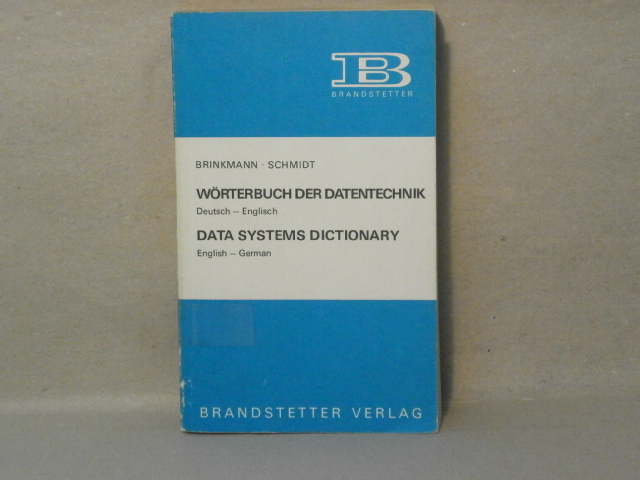 B
BRANDSTETTER
BRINKMANN · SCHMIDT
WÖRTERBUCH DER DATENTECHNIK
Deutsch – Englisch
DATA SYSTEMS DICTIONARY
English – German
BRANDSTETTER VERLAG